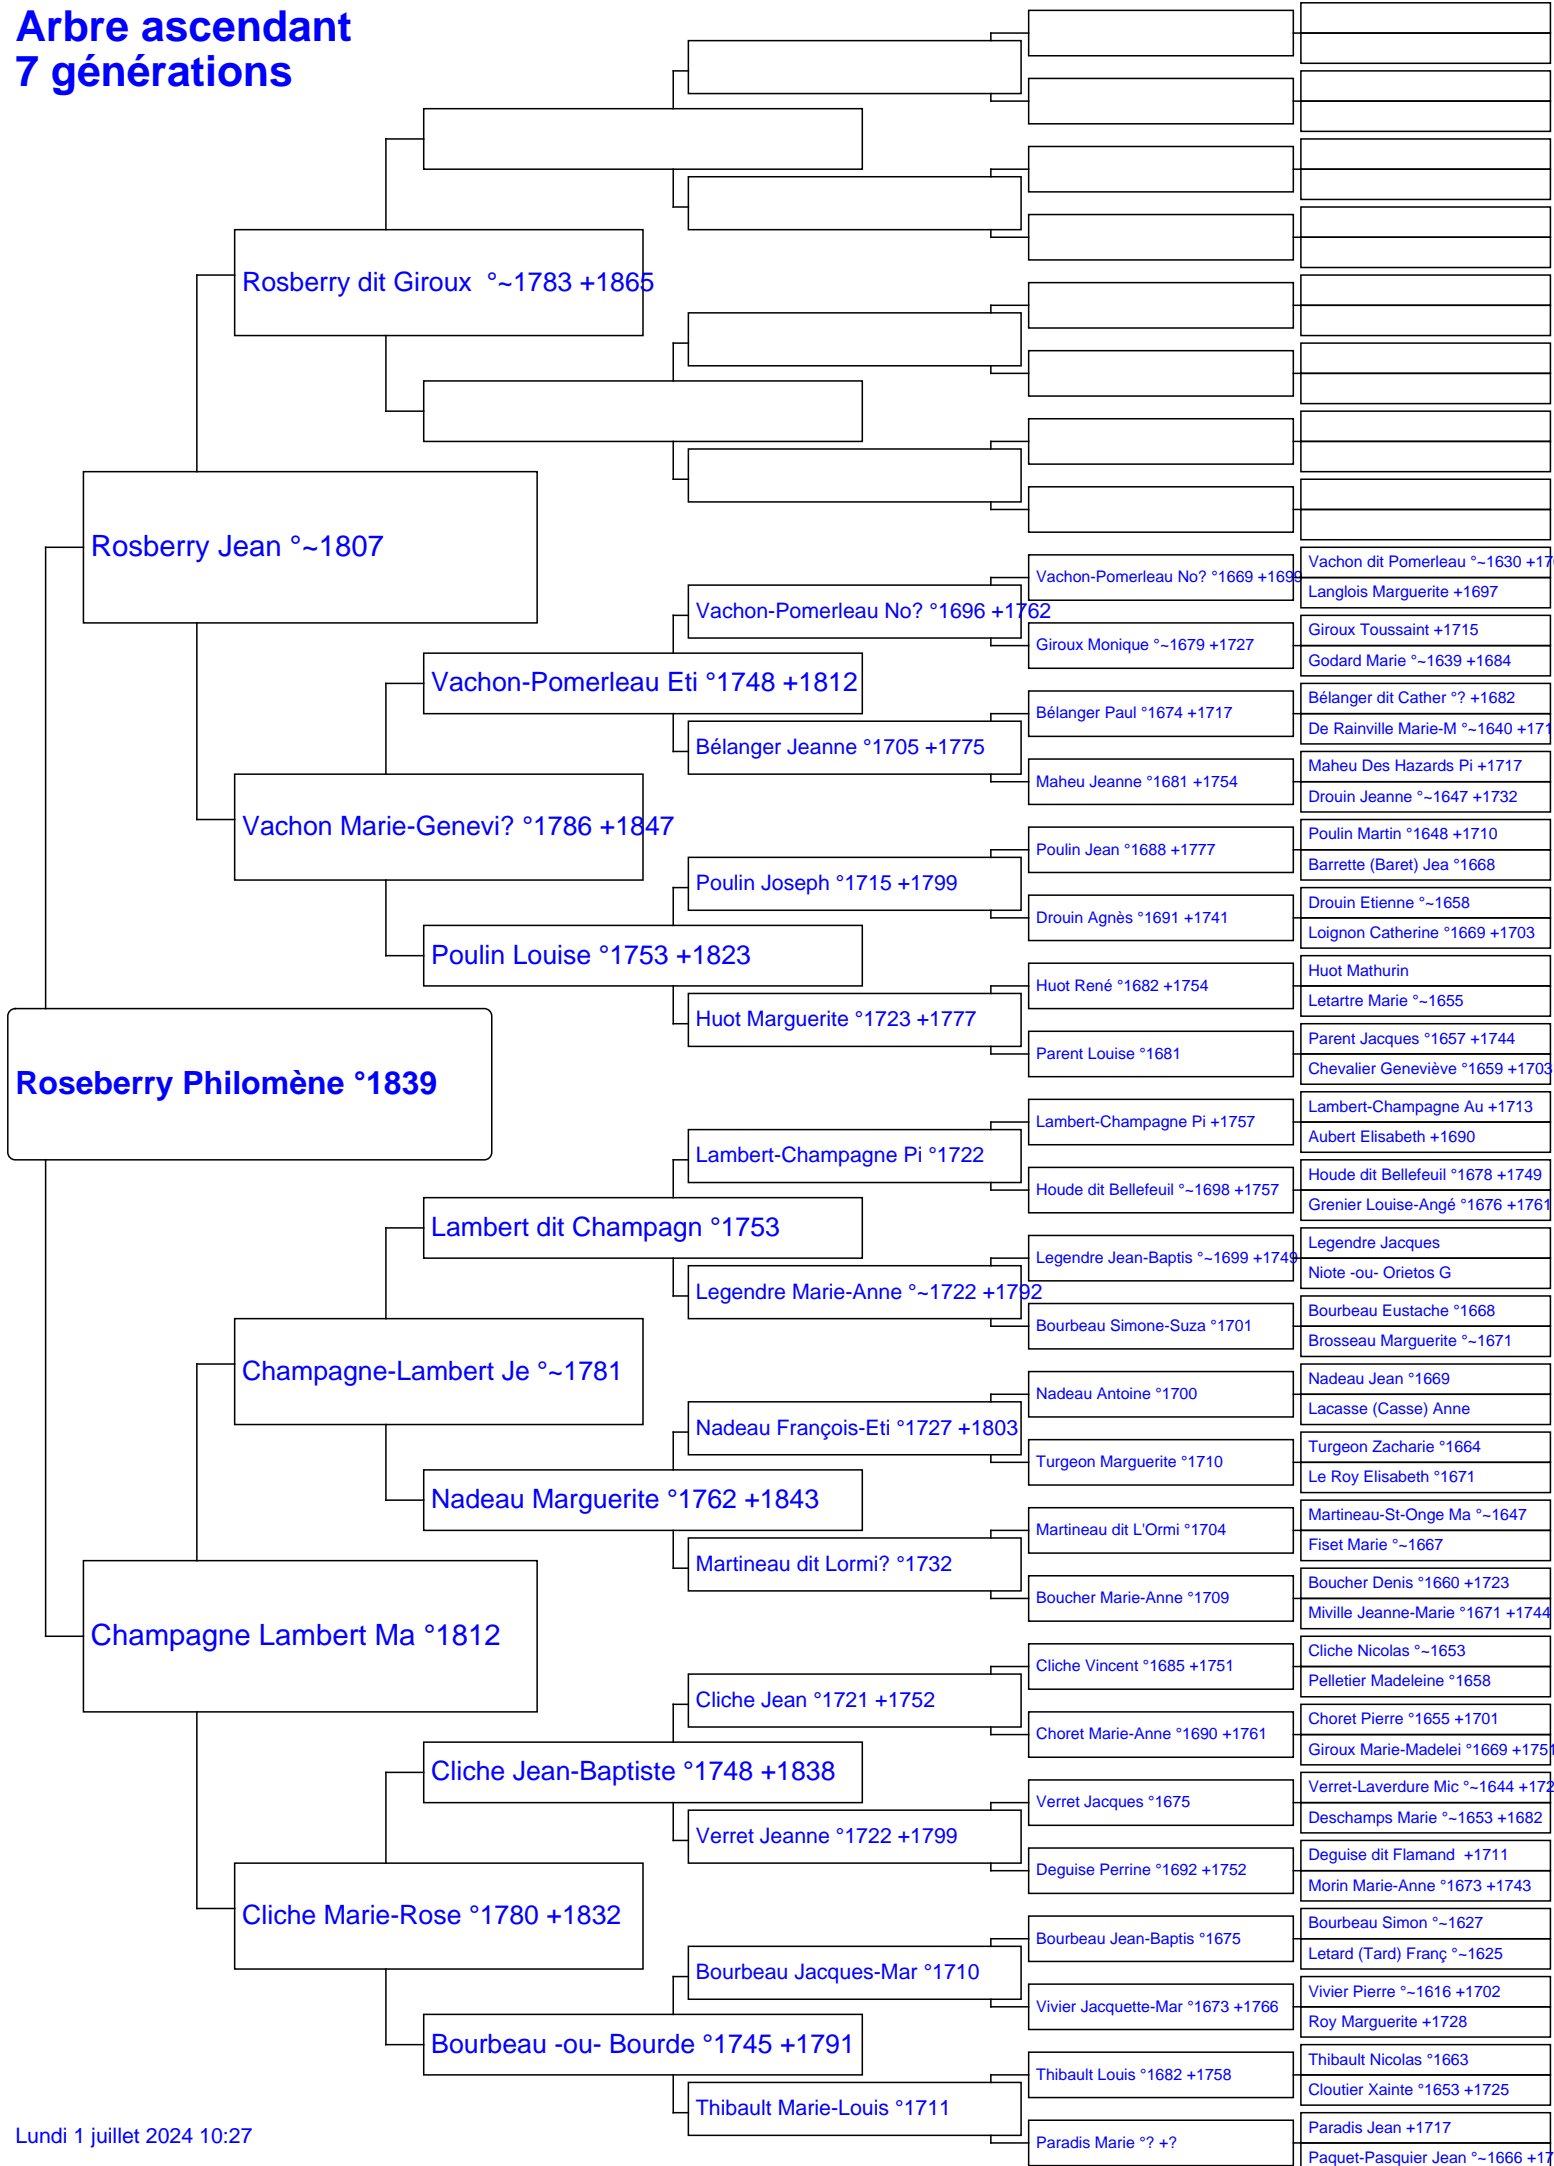 Arbre ascendant
7 générations
Rosberry dit Giroux °~1783 +1865
Rosberry Jean °~1807
Vachon-Pomerleau No? °1669 +1699
Vachon dit Pomerleau °~1630 +17
Langlois Marguerite +1697
Vachon-Pomerleau No? °1696 +1762
Giroux Monique °~1679 +1727
Giroux Toussaint +1715
Godard Marie °~1639 +1684
Vachon-Pomerleau Eti °1748 +1812
Bélanger Paul °1674 +1717
Bélanger dit Cather °? +1682
De Rainville Marie-M °~1640 +171
Bélanger Jeanne °1705 +1775
Maheu Jeanne °1681 +1754
Maheu Des Hazards Pi +1717
Drouin Jeanne °~1647 +1732
Vachon Marie-Genevi? °1786 +1847
Poulin Jean °1688 +1777
Poulin Martin °1648 +1710
Barrette (Baret) Jea °1668
Poulin Joseph °1715 +1799
Drouin Agnès °1691 +1741
Drouin Etienne °~1658
Loignon Catherine °1669 +1703
Poulin Louise °1753 +1823
Huot René °1682 +1754
Huot Mathurin
Letartre Marie °~1655
Huot Marguerite °1723 +1777
Parent Louise °1681
Parent Jacques °1657 +1744
Chevalier Geneviève °1659 +1703
Roseberry Philomène °1839
Lambert-Champagne Pi +1757
Lambert-Champagne Au +1713
Aubert Elisabeth +1690
Lambert-Champagne Pi °1722
Houde dit Bellefeuil °~1698 +1757
Houde dit Bellefeuil °1678 +1749
Grenier Louise-Angé °1676 +1761
Lambert dit Champagn °1753
Legendre Jean-Baptis °~1699 +1749
Legendre Jacques
Niote -ou- Orietos G
Legendre Marie-Anne °~1722 +1792
Bourbeau Simone-Suza °1701
Bourbeau Eustache °1668
Brosseau Marguerite °~1671
Champagne-Lambert Je °~1781
Nadeau Antoine °1700
Nadeau Jean °1669
Lacasse (Casse) Anne
Nadeau François-Eti °1727 +1803
Turgeon Marguerite °1710
Turgeon Zacharie °1664
Le Roy Elisabeth °1671
Nadeau Marguerite °1762 +1843
Martineau dit L'Ormi °1704
Martineau-St-Onge Ma °~1647
Fiset Marie °~1667
Martineau dit Lormi? °1732
Boucher Marie-Anne °1709
Boucher Denis °1660 +1723
Miville Jeanne-Marie °1671 +1744
Champagne Lambert Ma °1812
Cliche Vincent °1685 +1751
Cliche Nicolas °~1653
Pelletier Madeleine °1658
Cliche Jean °1721 +1752
Choret Marie-Anne °1690 +1761
Choret Pierre °1655 +1701
Giroux Marie-Madelei °1669 +1751
Cliche Jean-Baptiste °1748 +1838
Verret Jacques °1675
Verret-Laverdure Mic °~1644 +172
Deschamps Marie °~1653 +1682
Verret Jeanne °1722 +1799
Deguise Perrine °1692 +1752
Deguise dit Flamand +1711
Morin Marie-Anne °1673 +1743
Cliche Marie-Rose °1780 +1832
Bourbeau Jean-Baptis °1675
Bourbeau Simon °~1627
Letard (Tard) Franç °~1625
Bourbeau Jacques-Mar °1710
Vivier Jacquette-Mar °1673 +1766
Vivier Pierre °~1616 +1702
Roy Marguerite +1728
Bourbeau -ou- Bourde °1745 +1791
Thibault Louis °1682 +1758
Thibault Nicolas °1663
Cloutier Xainte °1653 +1725
Thibault Marie-Louis °1711
Paradis Marie °? +?
Paradis Jean +1717
Paquet-Pasquier Jean °~1666 +17
Lundi 1 juillet 2024 10:27